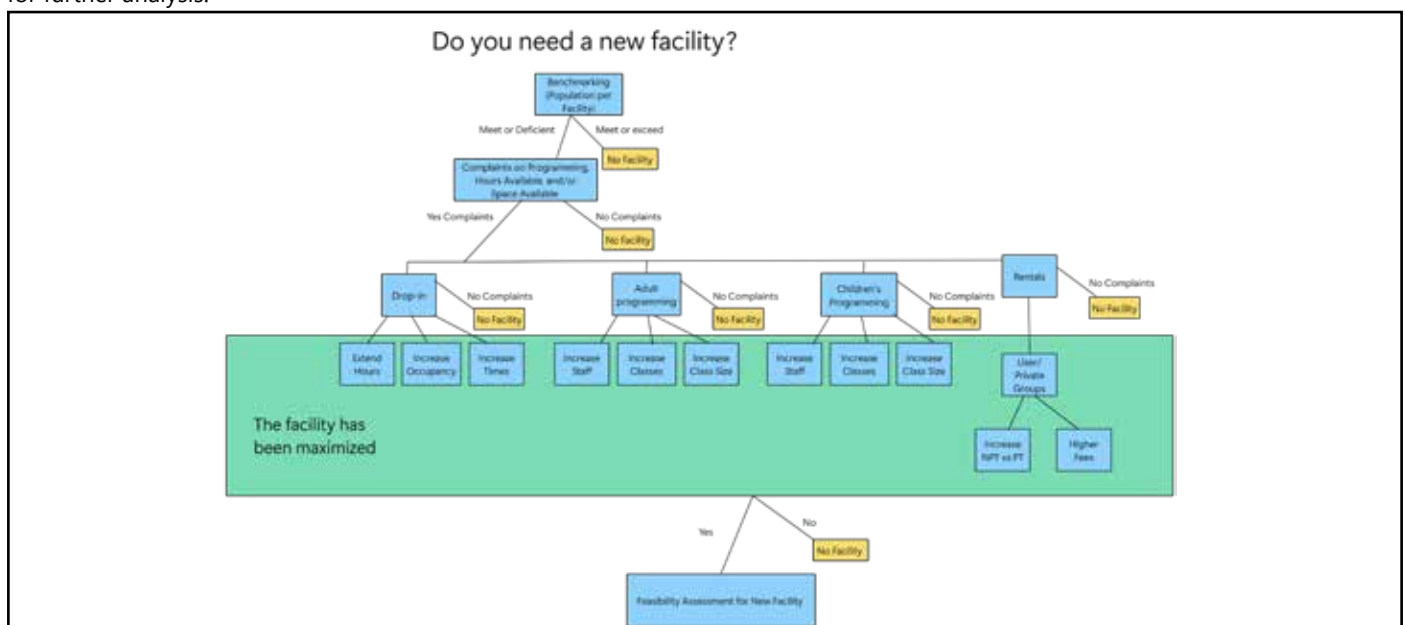 for further analysis.
Do you need a new facility?
Benchmarking
(Population per
Facility)
Meet or Deficient
Meet or exceed
No Facility
Complaints on Programming,
Hours Available, and/or
Space Available
Yes Complaints
No Complaints
No Facility
Drop-in
No Complaints
No Facility
Adult
programming
No Complaints
No Facility
Children's
Programming
No Complaints
No Facility
Rentals
No Complaints
No Facility
Extend
Hours
Increase
Occupancy
Increase
Times
Increase
Staff
Increase
Classes
Increase
Class Size
Increase
Staff
Increase
Classes
Increase
Class Size
User/
Private
Groups
The facility has
been maximized
Increase
NPT vs PT
Higher
Fees
Yes
No
No Facility
Feasibility Assessment for New Facility